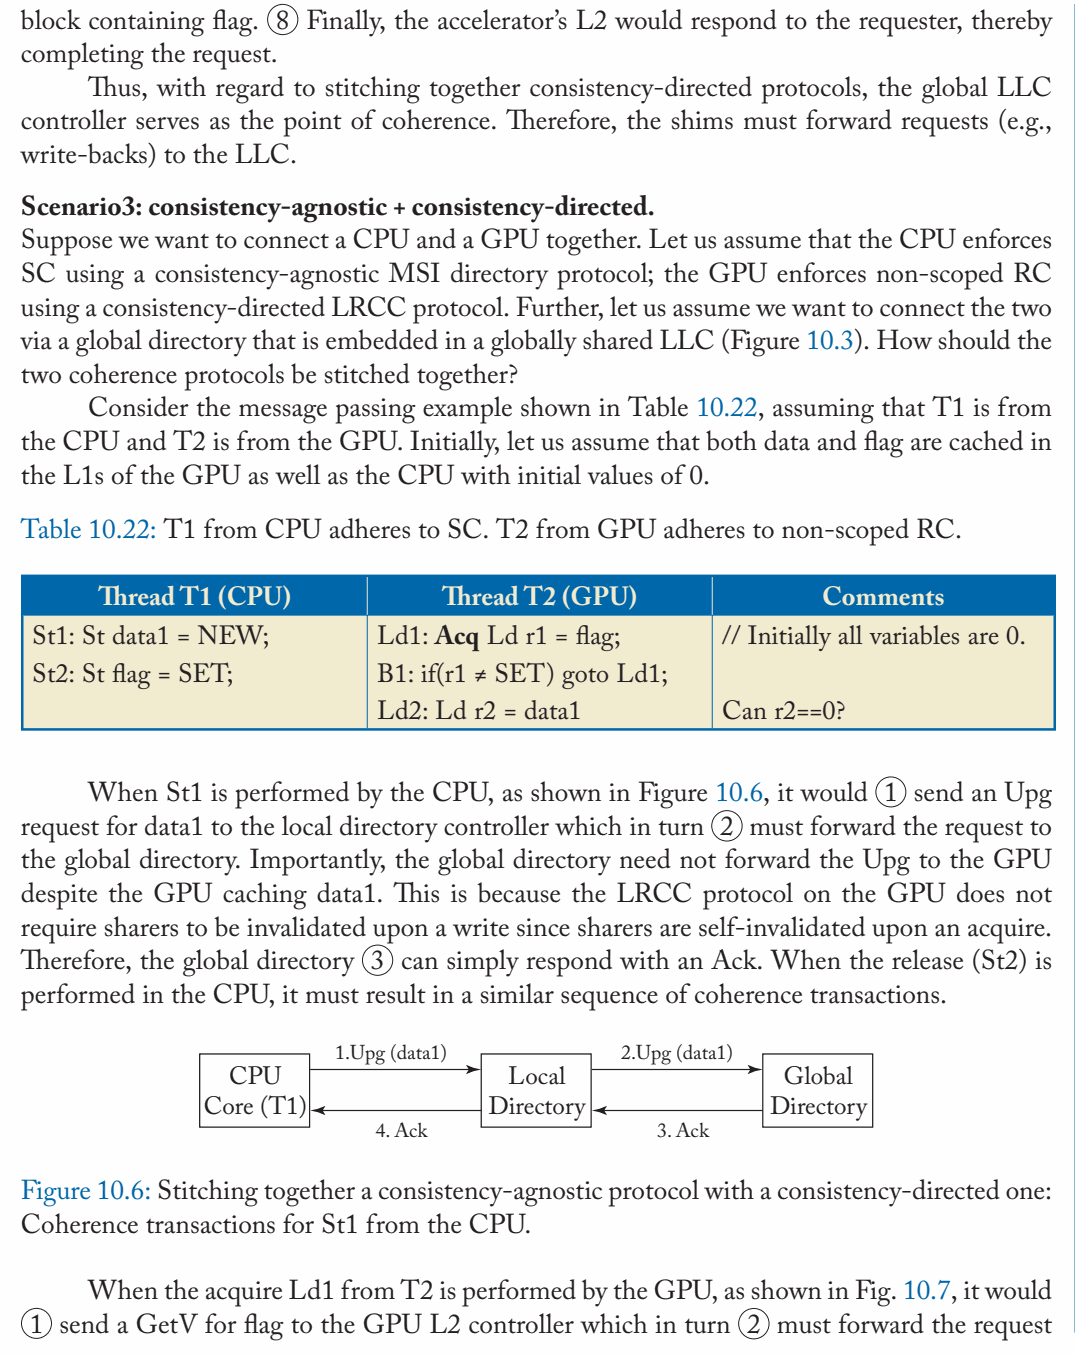 block containing flag. ⑧ Finally, the accelerator's L2 would respond to the requester, thereby
completing the request.
Thus, with regard to stitching together consistency-directed protocols, the global LLC
controller serves as the point of coherence. Therefore, the shims must forward requests (e.g.,
write-backs) to the LLC.
Scenario3: consistency-agnostic + consistency-directed.
Suppose we want to connect a CPU and a GPU together. Let us assume that the CPU enforces
SC using a consistency-agnostic MSI directory protocol; the GPU enforces non-scoped RC
using a consistency-directed LRCC protocol. Further, let us assume we want to connect the two
via a global directory that is embedded in a globally shared LLC (Figure 10.3). How should the
two coherence protocols be stitched together?
Consider the message passing example shown in Table 10.22, assuming that T1 is from
the CPU and T2 is from the GPU. Initially, let us assume that both data and flag are cached in
the L1s of the GPU as well as the CPU with initial values of 0.
Table 10.22: T1 from CPU adheres to SC. T2 from GPU adheres to non-scoped RC.
Thread T1 (CPU) Thread T2 (GPU) Comments
St1: St data1 = NEW; Ld1: Acq Ld r1 = flag; // Initially all variables are 0.
St2: St flag = SET; B1: if(r1 ≠ SET) goto Ld1;
Ld2: Ld r2 = data1 Can r2==0?
When St1 is performed by the CPU, as shown in Figure 10.6, it would ① send an Upg
request for data1 to the local directory controller which in turn ② must forward the request to
the global directory. Importantly, the global directory need not forward the Upg to the GPU
despite the GPU caching data1. This is because the LRCC protocol on the GPU does not
require sharers to be invalidated upon a write since sharers are self-invalidated upon an acquire.
Therefore, the global directory ③ can simply respond with an Ack. When the release (St2) is
performed in the CPU, it must result in a similar sequence of coherence transactions.
1.Upg (data1) 2.Upg (data1)
CPU Local Global
Core (T1) Directory Directory
4. Ack 3. Ack
Figure 10.6: Stitching together a consistency-agnostic protocol with a consistency-directed one:
Coherence transactions for St1 from the CPU.
When the acquire Ld1 from T2 is performed by the GPU, as shown in Fig. 10.7, it would
① send a GetV for flag to the GPU L2 controller which in turn ② must forward the request